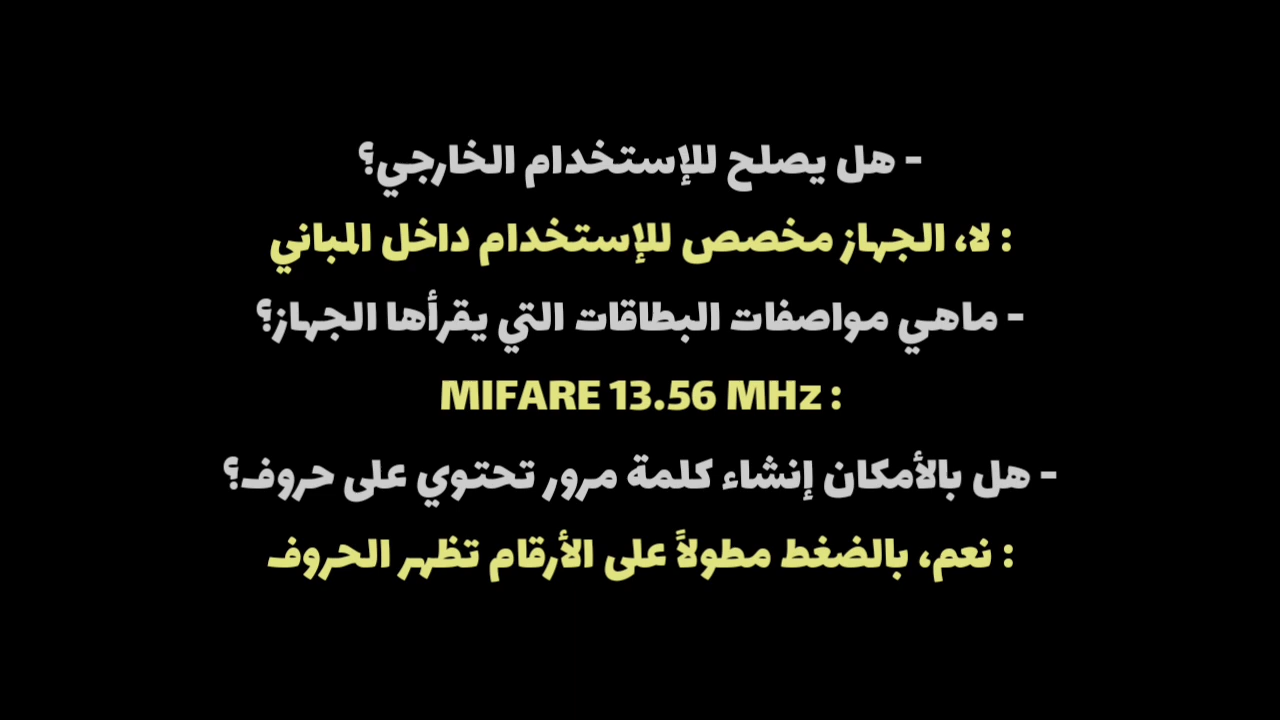 - هل يصلح للإستخدام الخارجي؟
: لا، الجهاز مخصص للإستخدام داخل المباني
- ماهي مواصفات البطاقات التي يقرأها الجهاز؟
: MIFARE 13.56 MHz
- هل بالأمكان إنشاء كلمة مرور تحتوي على حروف؟
: نعم، بالضغط مطولاً على الأرقام تظهر الحروف